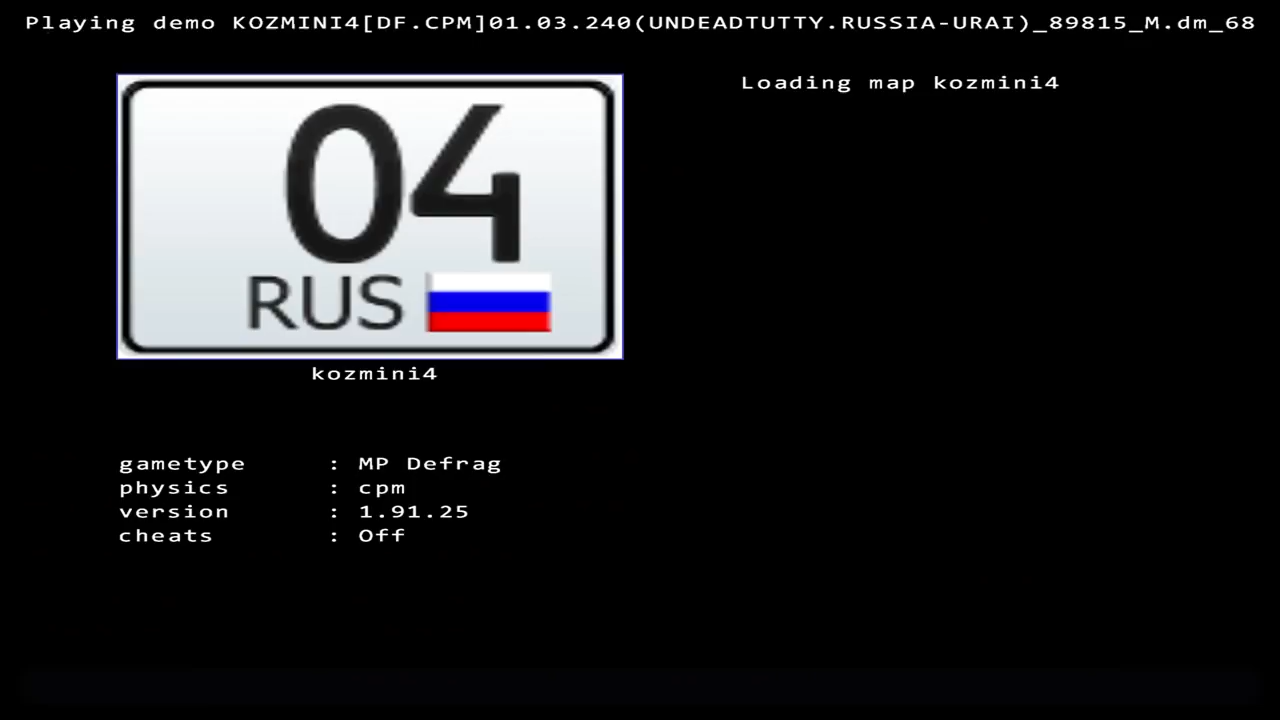 Playing demo KOZMINI4[DF.CPM]01.03.240(UNDEADTUTTY.RUSSIA-URAI)_89815_M.dm_68
Loading map kozmini4
04
RUS
kozmini4
gametype : MP Defrag
physics : cpm
version : 1.91.25
cheats : Off